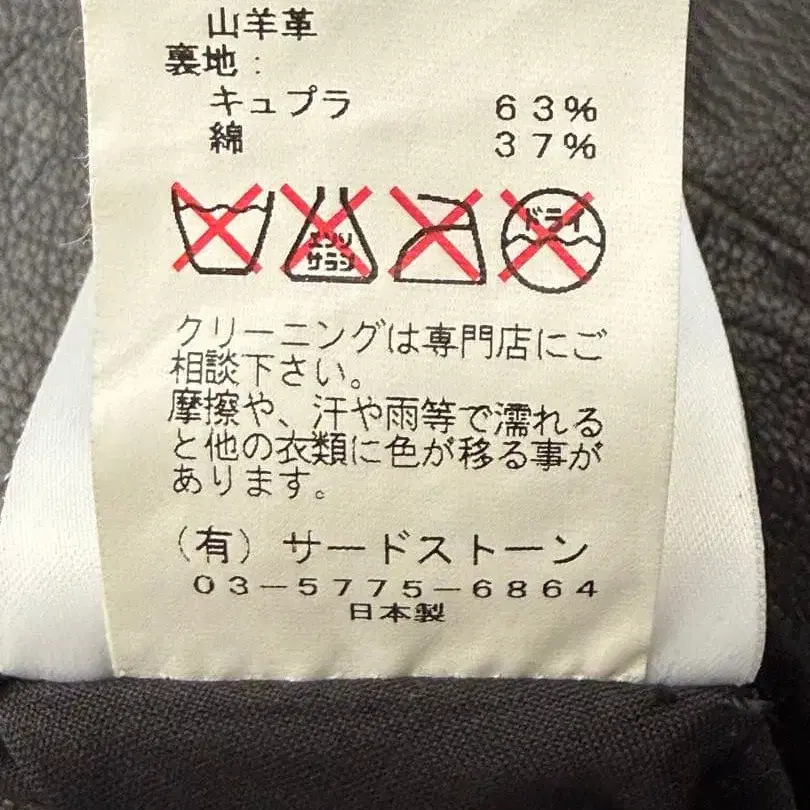 山羊革
裏地:
キュプラ 63%
綿 37%
エンソ
サラシ
ドライ
クリーニングは専門店にご
相談下さい。
摩擦や、汗や雨等で濡れる
と他の衣類に色が移る事が
あります。
(有)サードストーン
03-5775-6864
日本製